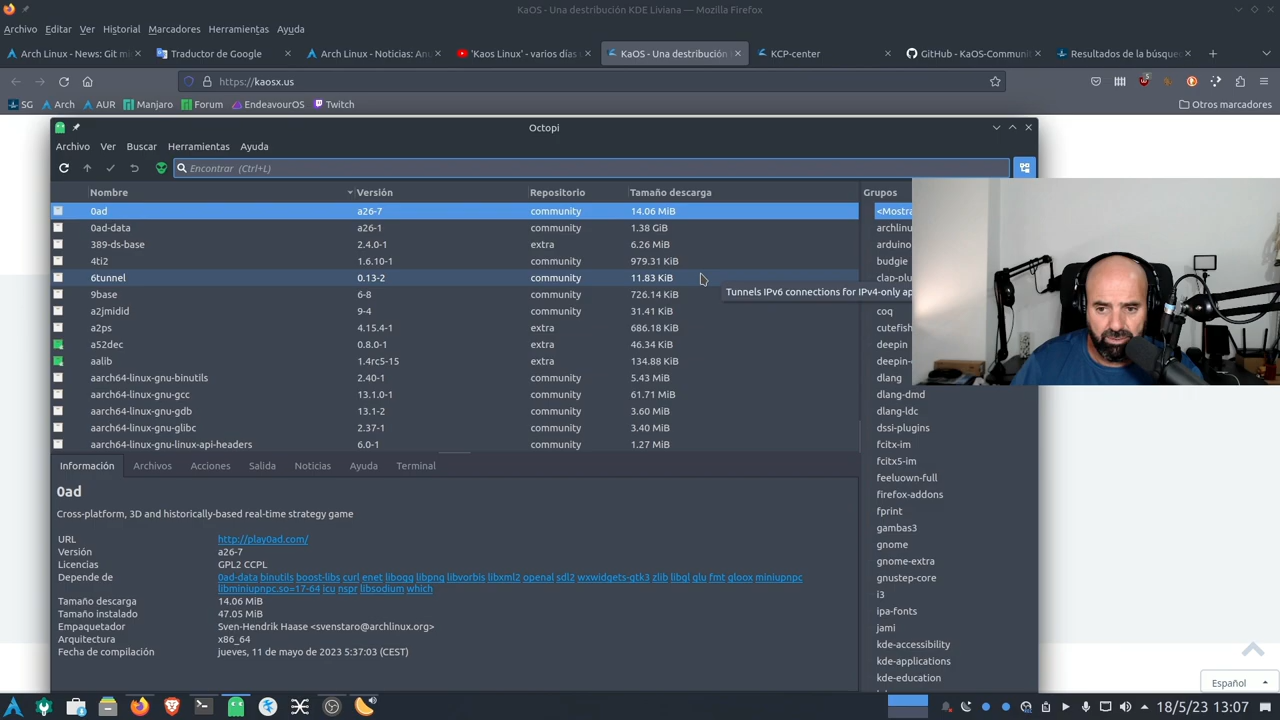 KaOS - Una destribución KDE Liviana — Mozilla Firefox
Archivo Editar Ver Historial Marcadores Herramientas Ayuda
Arch Linux - News: Git mi
Traductor de Google
Arch Linux - Noticias: Anu
'Kaos Linux' - varios días
KaOS - Una destribución
KCP-center
GitHub - KaOS-Communi
Resultados de la búsque
https://kaosx.us
5
SG Arch AUR Manjaro Forum EndeavourOS Twitch Otros marcadores
Octopi
Archivo Ver Buscar Herramientas Ayuda
Encontrar (Ctrl+L)
Nombre Versión Repositorio Tamaño descarga Grupos
0ad a26-7 community 14.06 MiB <Mostra
0ad-data a26-1 community 1.38 GiB archlinu
389-ds-base 2.4.0-1 extra 6.26 MiB arduino
4ti2 1.6.10-1 community 979.31 KiB budgie
6tunnel 0.13-2 community 11.83 KiB clap-plu
Tunnels IPv6 connections for IPv4-only ap
9base 6-8 community 726.14 KiB
a2jmidid 9-4 community 31.41 KiB coq
a2ps 4.15.4-1 extra 686.18 KiB cutefish
a52dec 0.8.0-1 extra 46.34 KiB deepin
aalib 1.4rc5-15 extra 134.88 KiB deepin-
aarch64-linux-gnu-binutils 2.40-1 community 5.43 MiB dlang
aarch64-linux-gnu-gcc 13.1.0-1 community 61.71 MiB dlang-dmd
aarch64-linux-gnu-gdb 13.1-2 community 3.60 MiB dlang-ldc
aarch64-linux-gnu-glibc 2.37-1 community 3.40 MiB dssi-plugins
aarch64-linux-gnu-linux-api-headers 6.0-1 community 1.27 MiB fcitx-im
fcitx5-im
Información Archivos Acciones Salida Noticias Ayuda Terminal
feeluown-full
0ad
firefox-addons
Cross-platform, 3D and historically-based real-time strategy game
fprint
gambas3
URL http://play0ad.com/
gnome
Versión a26-7
gnome-extra
Licencias GPL2 CCPL
Depende de 0ad-data binutils boost-libs curl enet libogg libpng libvorbis libxml2 openal sdl2 wxwidgets-gtk3 zlib libgl glu fmt gloox miniupnpc
gnustep-core
libminiupnpc.so=17-64 icu nspr libsodium which
i3
Tamaño descarga 14.06 MiB
ipa-fonts
Tamaño instalado 47.05 MiB
Empaquetador Sven-Hendrik Haase <svenstaro@archlinux.org>
jami
Arquitectura x86_64
kde-accessibility
Fecha de compilación jueves, 11 de mayo de 2023 5:37:03 (CEST)
kde-applications
kde-education
Español
18/5/23 13:07